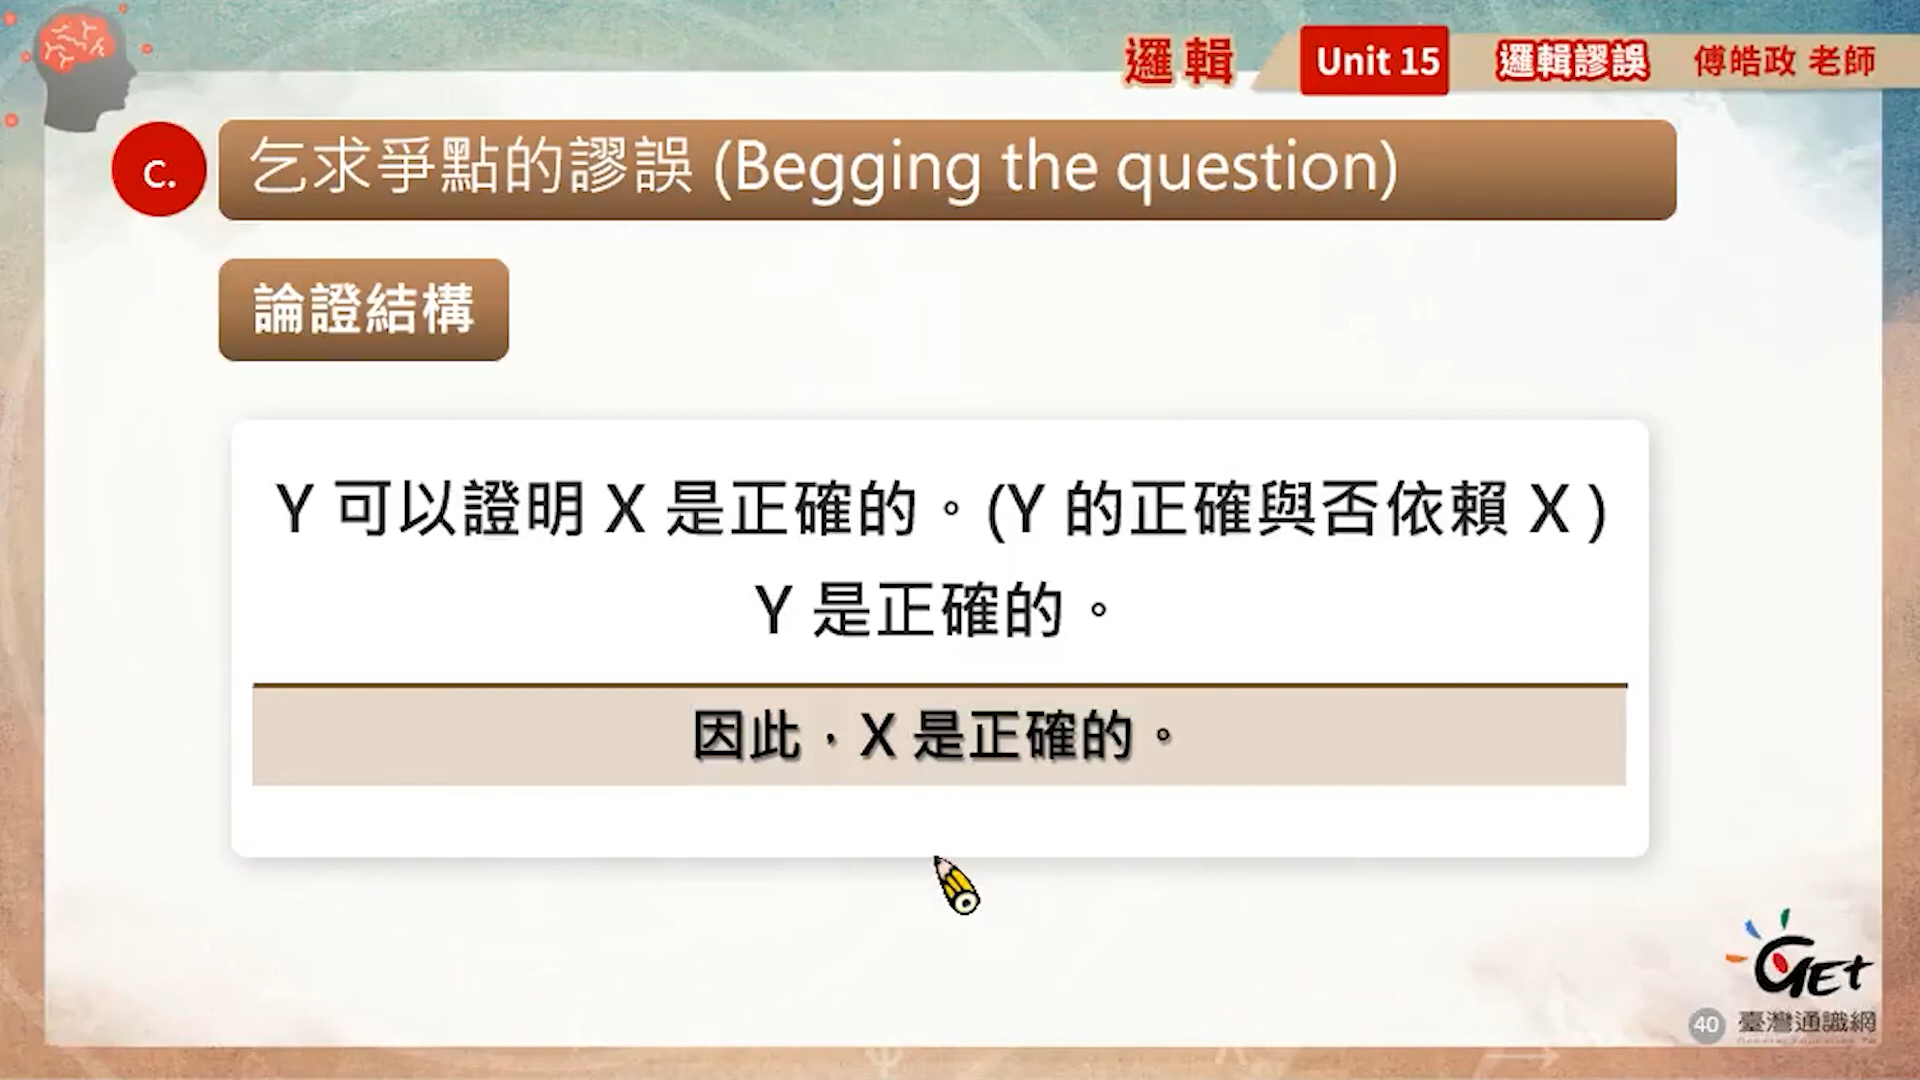 邏輯 Unit 15 邏輯謬誤 傅皓政 老師
c. 乞求爭點的謬誤 (Begging the question)
論證結構
Y 可以證明 X 是正確的。(Y 的正確與否依賴 X )
Y 是正確的。
因此，X 是正確的。
GET
40 臺灣通識網